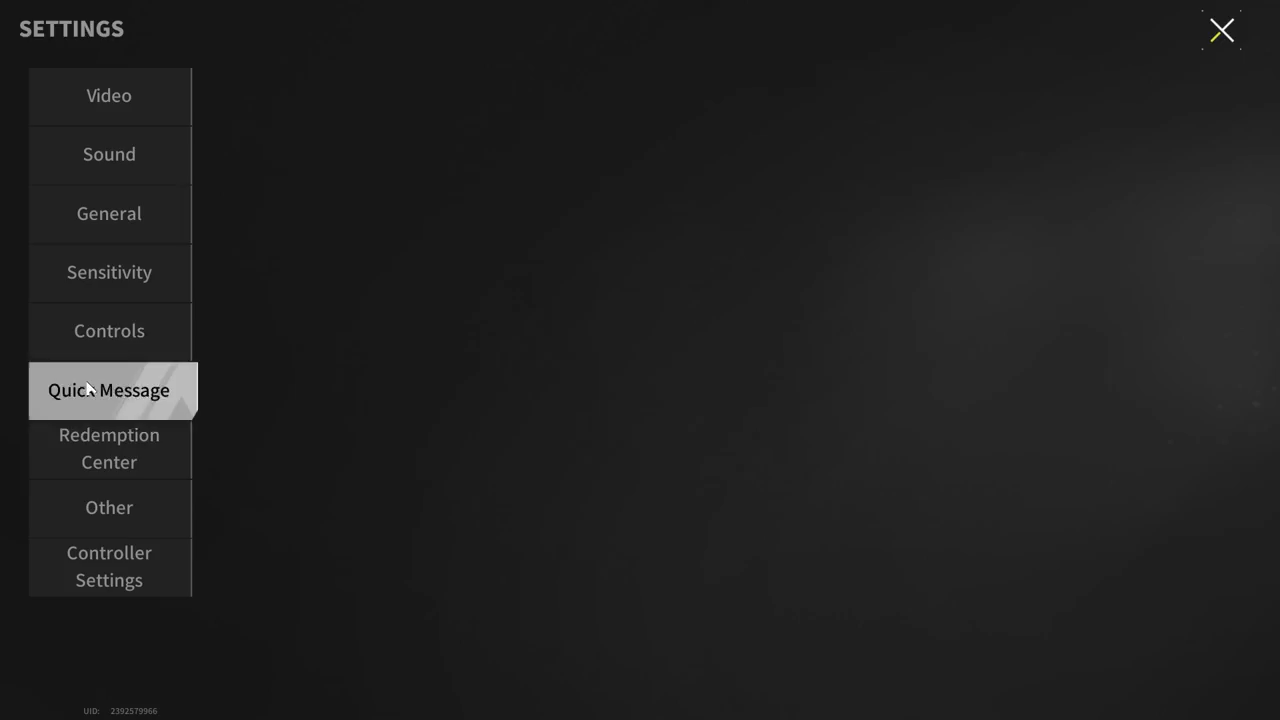 SETTINGS
Video
Sound
General
Sensitivity
Controls
Quick Message
Redemption
Center
Other
Controller
Settings
UID: 2392579966